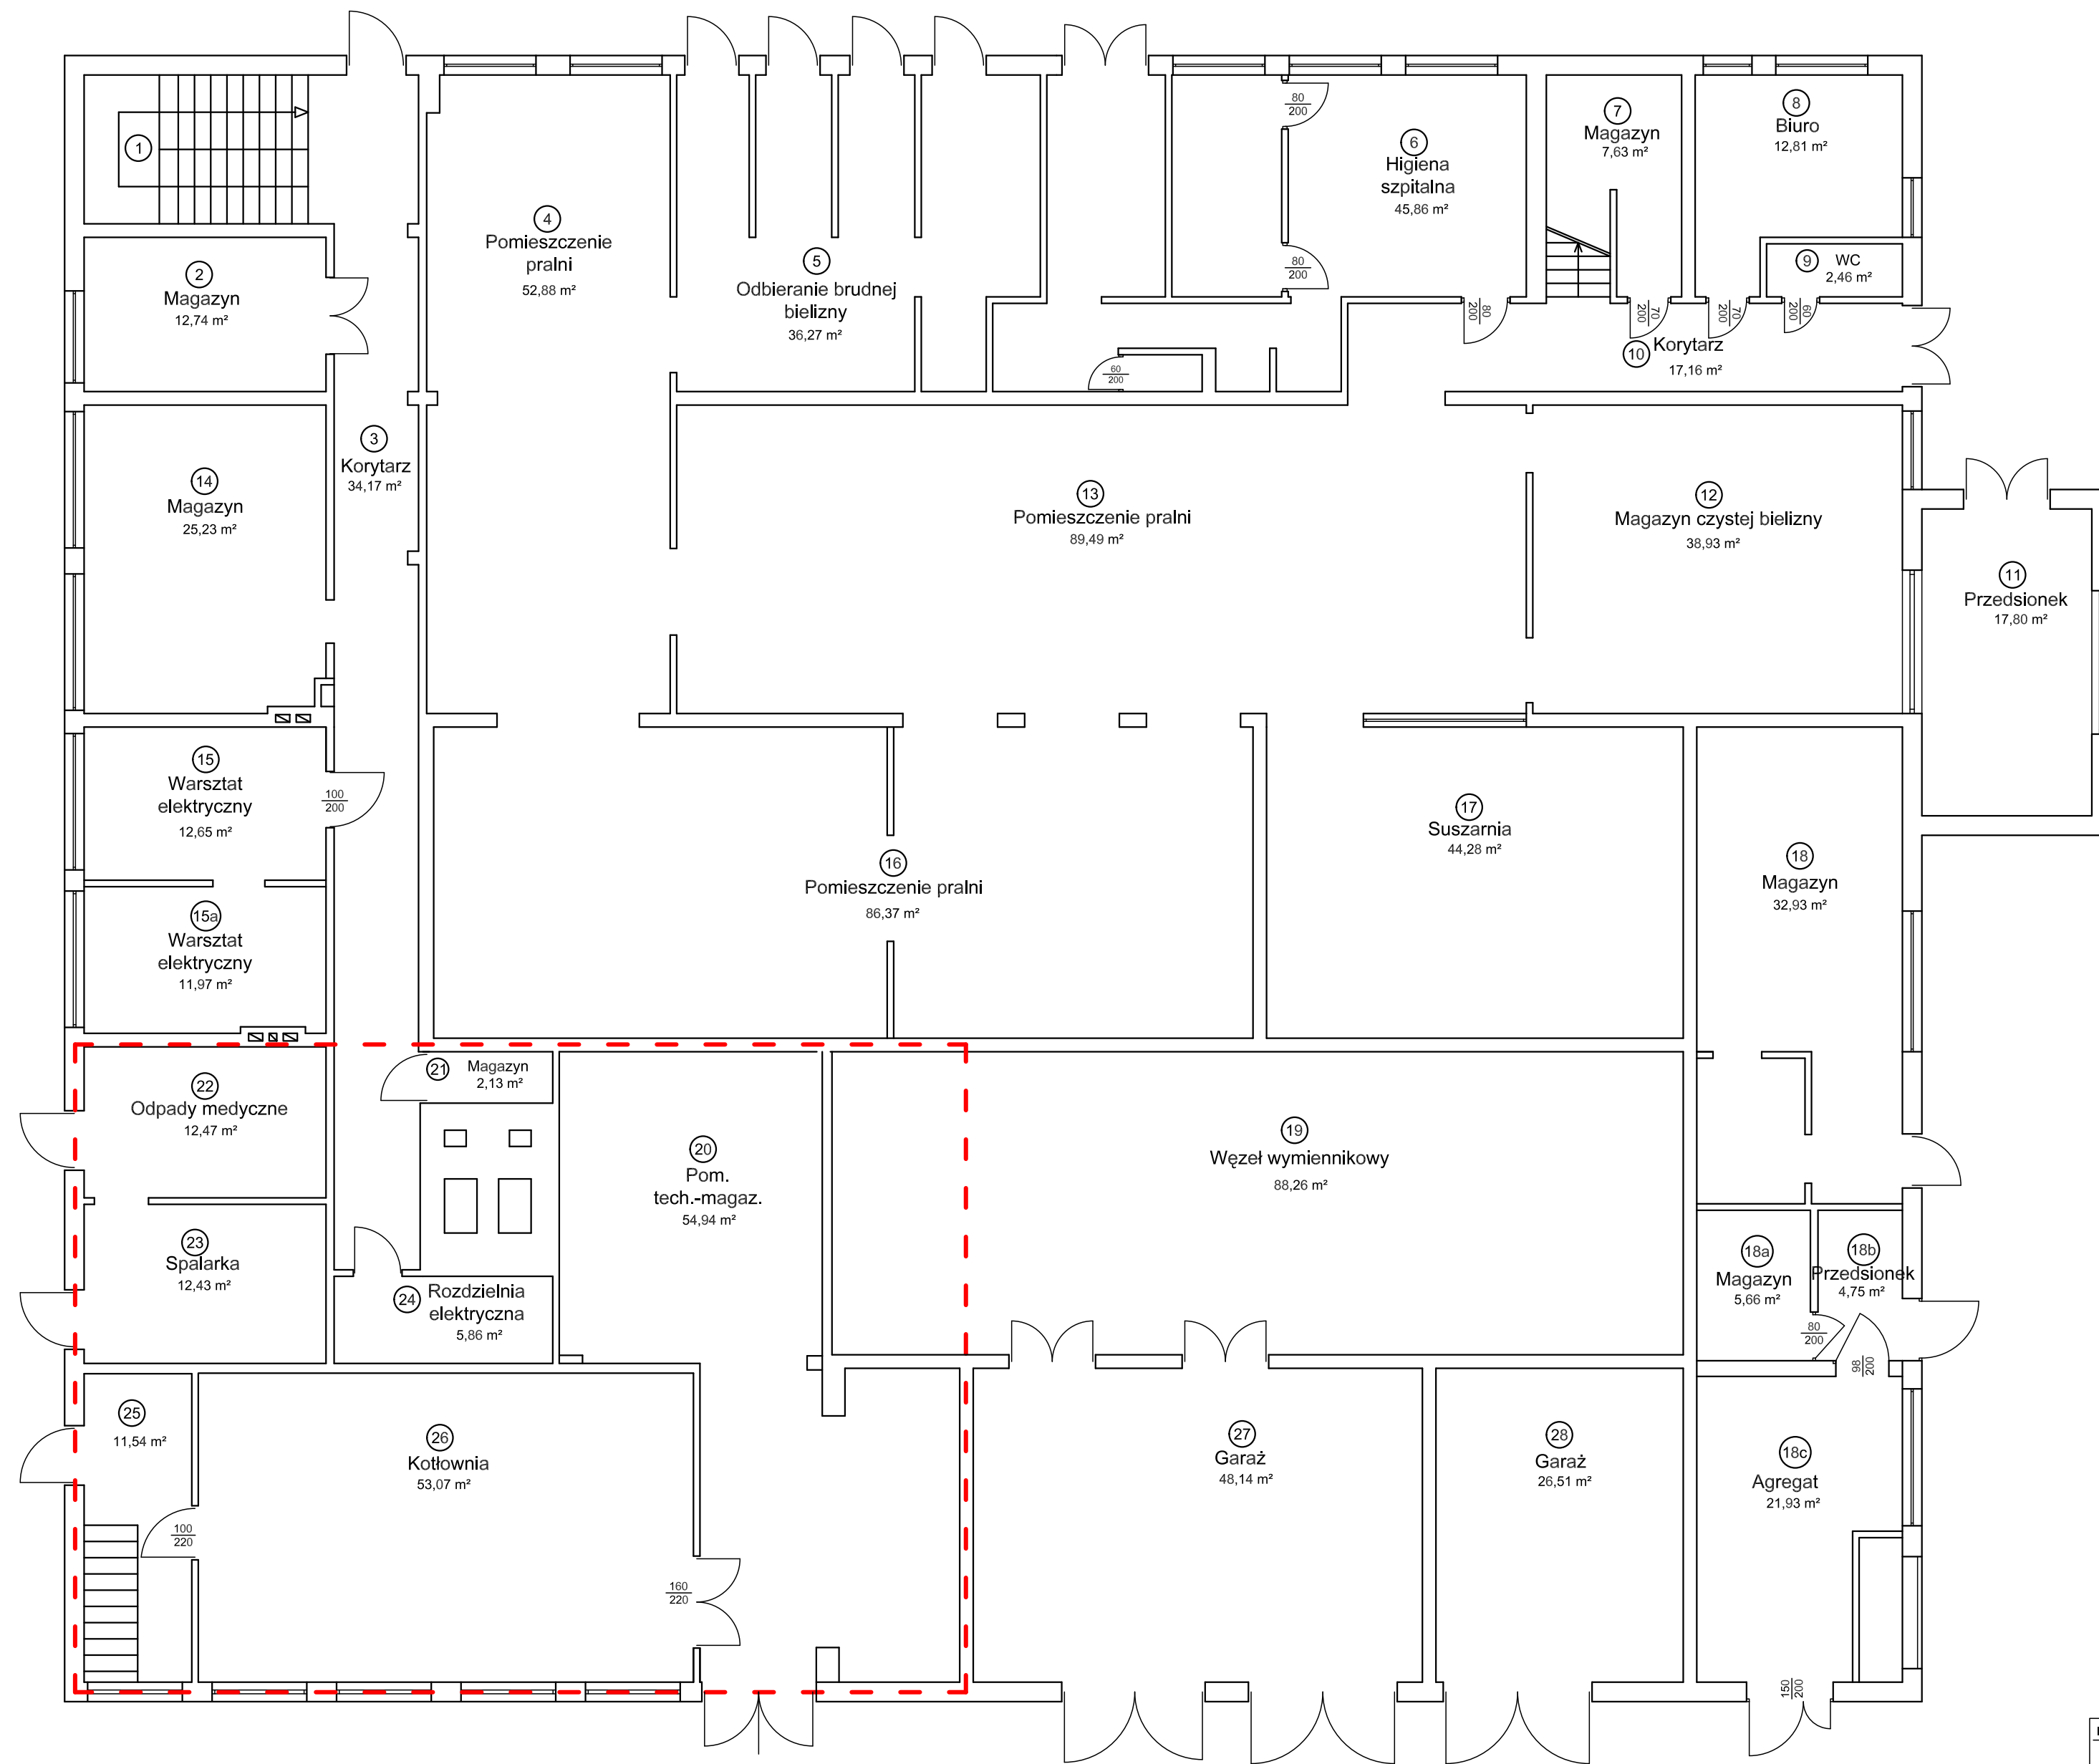 1
2
Magazyn
12,74 m²
3
Korytarz
34,17 m²
4
Pomieszczenie
pralni
52,88 m²
5
Odbieranie brudnej
bielizny
36,27 m²
80
200
80
200
6
Higiena
szpitalna
45,86 m²
80
200
60
200
7
Magazyn
7,63 m²
70
200
8
Biuro
12,81 m²
70
200
9 WC
2,46 m²
60
200
10 Korytarz
17,16 m²
11
Przedsionek
17,80 m²
12
Magazyn czystej bielizny
38,93 m²
13
Pomieszczenie pralni
89,49 m²
14
Magazyn
25,23 m²
15
Warsztat
elektryczny
12,65 m²
100
200
15a
Warsztat
elektryczny
11,97 m²
16
Pomieszczenie pralni
86,37 m²
17
Suszarnia
44,28 m²
18
Magazyn
32,93 m²
18a
Magazyn
5,66 m²
80
200
18b
Przedsionek
4,75 m²
98
200
18c
Agregat
21,93 m²
150
200
19
Węzeł wymiennikowy
88,26 m²
20
Pom.
tech.-magaz.
54,94 m²
21 Magazyn
2,13 m²
22
Odpady medyczne
12,47 m²
23
Spalarka
12,43 m²
24 Rozdzielnia
elektryczna
5,86 m²
25
11,54 m²
100
220
26
Kotłownia
53,07 m²
160
220
27
Garaż
48,14 m²
28
Garaż
26,51 m²